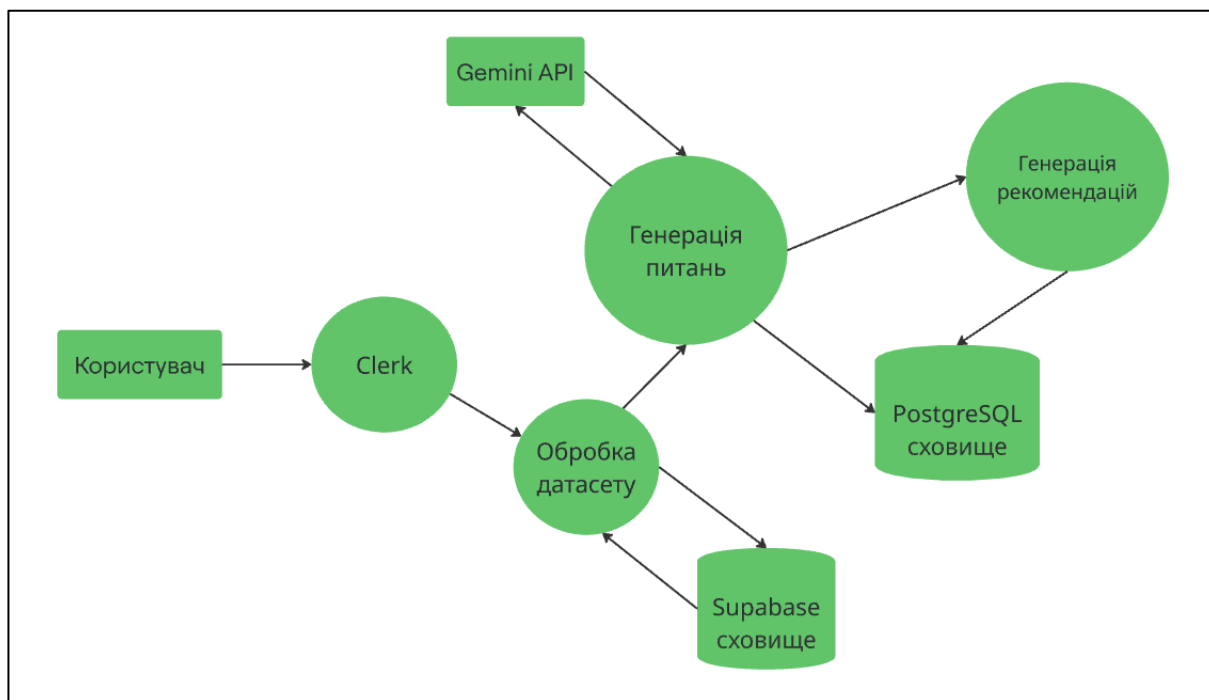 Gemini API
Генерація
рекомендацій
Генерація
питань
Користувач
Clerk
PostgreSQL
сховище
Обробка
датасету
Supabase
сховище